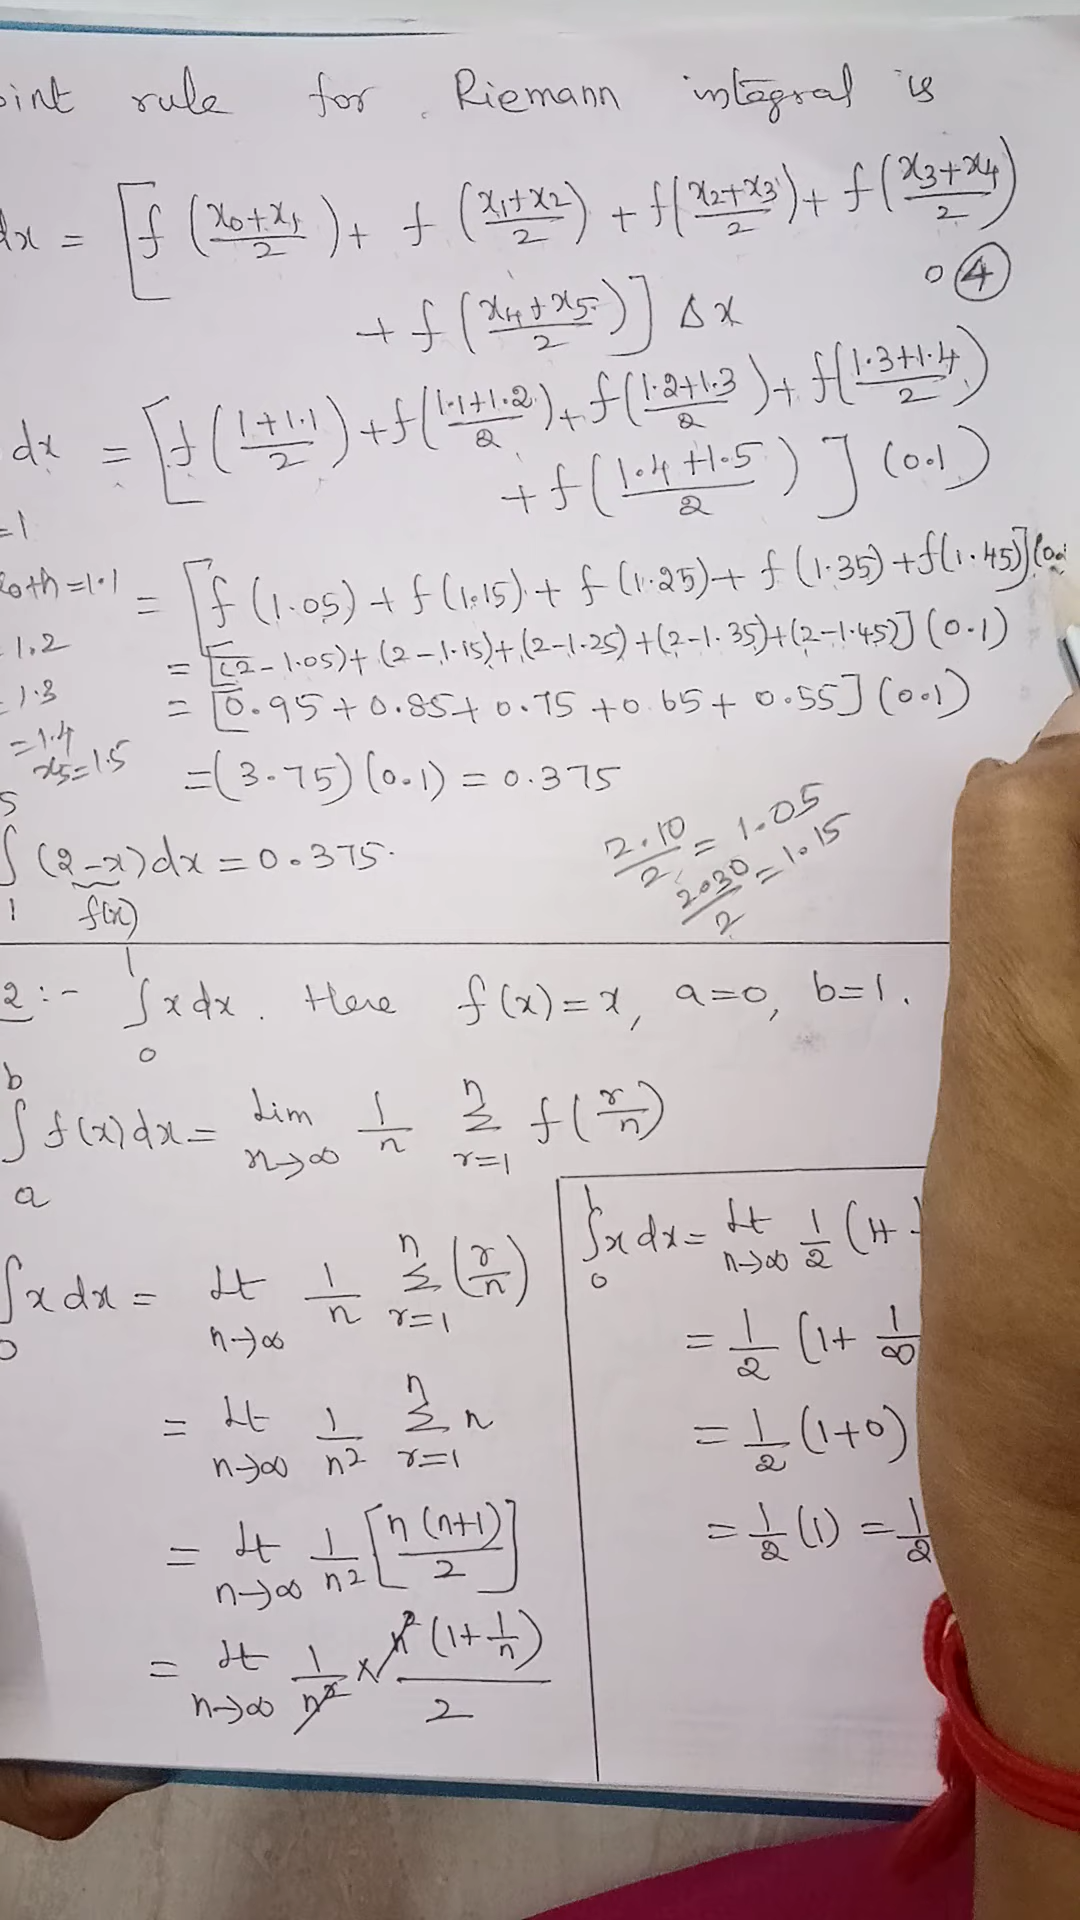 oint rule for Riemann integral is
dx = [f((x0+x1)/2) + f((x1+x2)/2) + f((x2+x3)/2) + f((x3+x4)/2)
④
+ f((x4+x5)/2)] Δx
dx = [f((1+1.1)/2) + f((1.1+1.2)/2) + f((1.2+1.3)/2) + f((1.3+1.4)/2)
+ f((1.4+1.5)/2)] (0.1)
=1
x0+h=1.1
= [f(1.05) + f(1.15) + f(1.25) + f(1.35) + f(1.45)](0.
1.2
= [(2-1.05)+(2-1.15)+(2-1.25)+(2-1.35)+(2-1.45)](0.1)
=1.3
= [0.95+0.85+0.75+0.65+0.55](0.1)
=1.4
x5=1.5
=(3.75)(0.1) = 0.375
2.10/2 = 1.05
2.30/2 = 1.15
5
∫ (2-x)dx = 0.375.
1
f(x)
2:- ∫₀¹ x dx. Here f(x)=x, a=0, b=1.
∫ₐᵇ f(x)dx = Lim n→∞ 1/n Σ_{r=1}^{n} f(r/n)
∫₀ x dx = Lt n→∞ 1/n Σ_{r=1}^{n} (r/n)
= Lt n→∞ 1/n² Σ_{r=1}^{n} r
= Lt n→∞ 1/n² [n(n+1)/2]
= Lt n→∞ 1/n² × n²(1+1/n)/2
∫₀¹ x dx = Lt n→∞ 1/2 (1+
= 1/2 (1+ 1/∞
= 1/2 (1+0)
= 1/2 (1) = 1/2